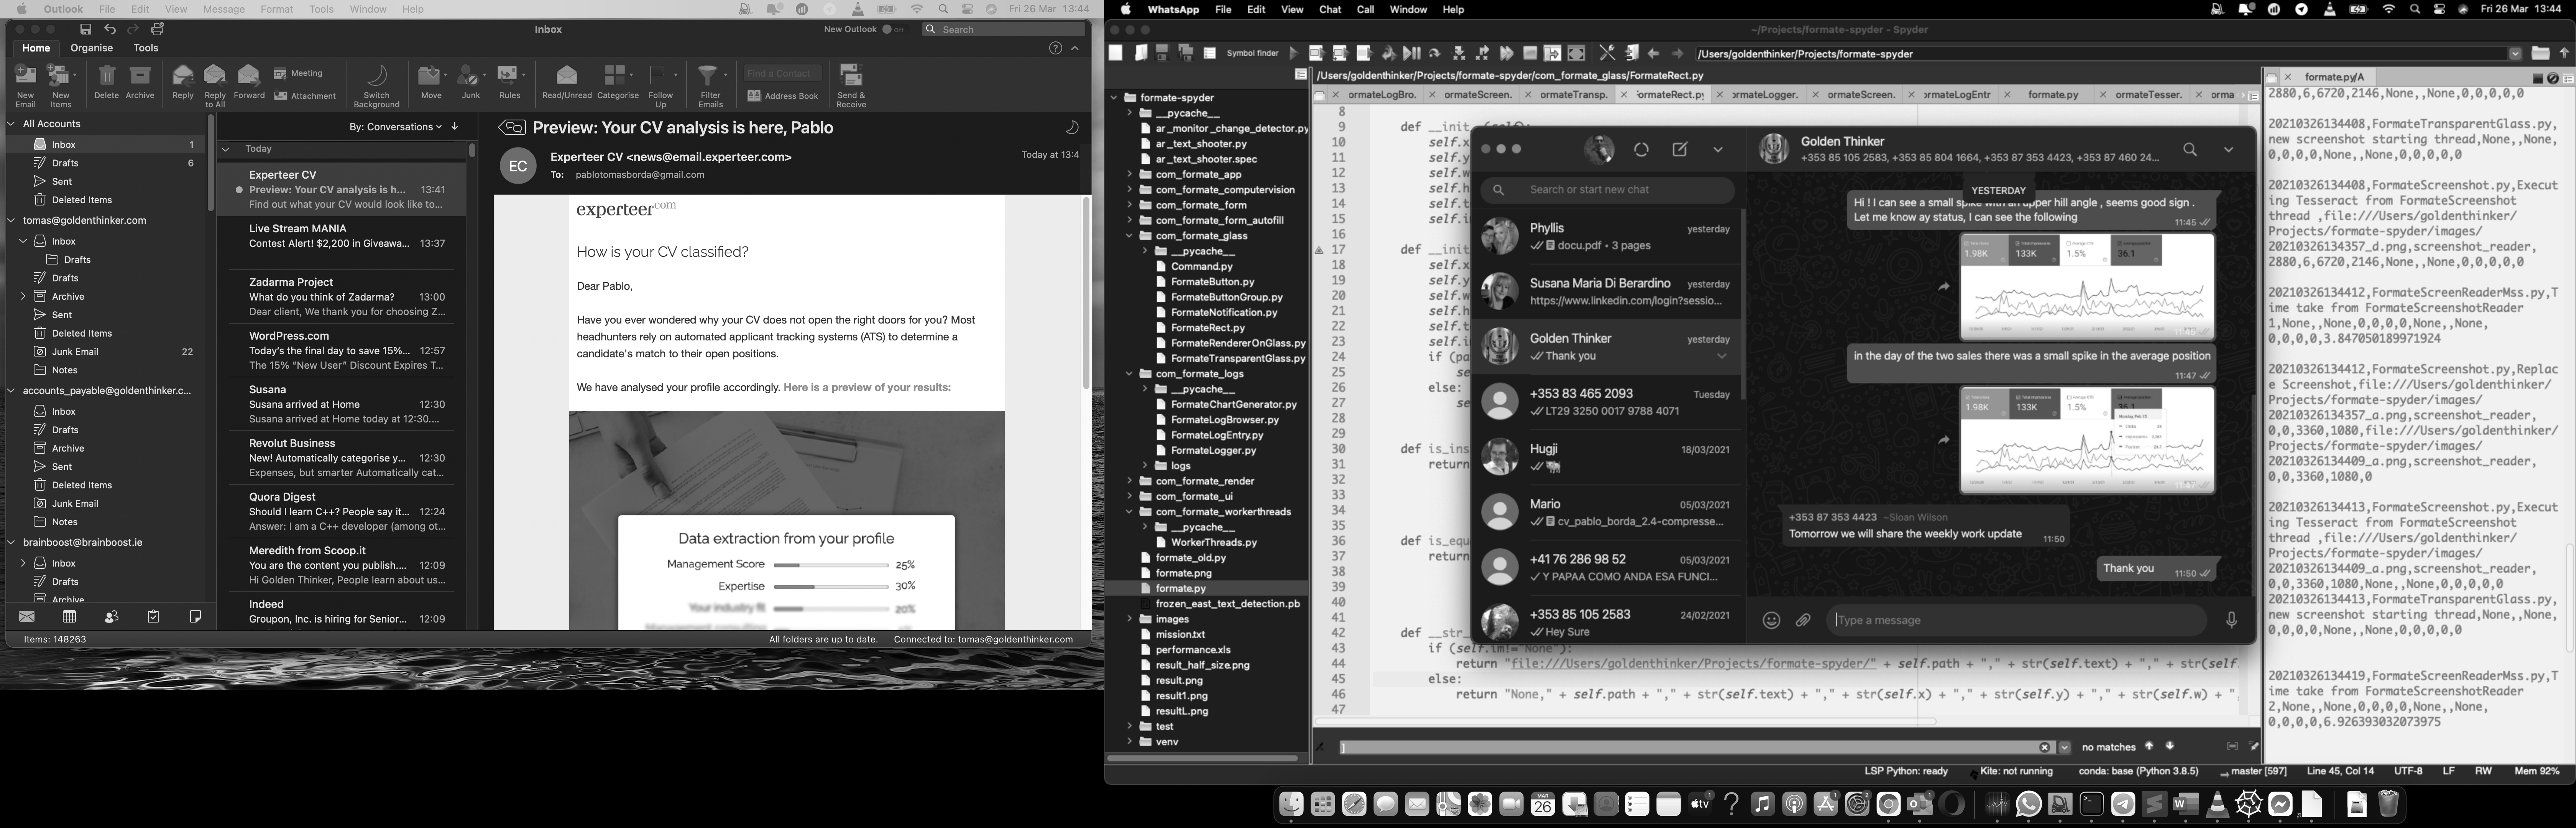 Outlook File Edit View Message Format Tools Window Help
Fri 26 Mar 13:44
Inbox
New Outlook
Search
Home Organise Tools
New Email
New Items
Delete
Archive
Reply
Reply to All
Forward
Meeting
Attachment
Switch Background
Move
Junk
Rules
Read/Unread
Categorise
Follow Up
Filter Emails
Find a Contact
Address Book
Send & Receive
All Accounts
Inbox 1
Drafts 6
Sent
Deleted Items
tomas@goldenthinker.com
Inbox
Drafts
Drafts
Archive
Sent
Deleted Items
Junk Email 22
Notes
accounts_payable@goldenthinker.c...
Inbox
Drafts
Archive
Sent
Deleted Items
Junk Email
Notes
brainboost@brainboost.ie
Inbox
Drafts
Archive
Items: 148263
By: Conversations
Today
Experteer CV
Preview: Your CV analysis is h... 13:41
Find out what your CV would look like to...
Live Stream MANIA
Contest Alert! $2,200 in Giveawa... 13:37
Zadarma Project
What do you think of Zadarma? 13:00
Dear client, We thank you for choosing Z...
WordPress.com
Today's the final day to save 15%... 12:57
The 15% "New User" Discount Expires T...
Susana
Susana arrived at Home 12:30
Susana arrived at Home today at 12:30....
Revolut Business
New! Automatically categorise y... 12:30
Expenses, but smarter Automatically cat...
Quora Digest
Should I learn C++? People say it... 12:24
Answer: I am a C++ developer (among ot...
Meredith from Scoop.it
You are the content you publish.... 12:09
Hi Golden Thinker, People learn about us...
Indeed
Groupon, Inc. is hiring for Senior... 12:09
Preview: Your CV analysis is here, Pablo
EC
Experteer CV <news@email.experteer.com>
To: pablotomasborda@gmail.com
Today at 13:4
experteer.com
How is your CV classified?
Dear Pablo,
Have you ever wondered why your CV does not open the right doors for you? Most
headhunters rely on automated applicant tracking systems (ATS) to determine a
candidate's match to their open positions.
We have analysed your profile accordingly. Here is a preview of your results:
Data extraction from your profile
Management Score 25%
Expertise 30%
Your industry fit 20%
All folders are up to date. Connected to: tomas@goldenthinker.com
WhatsApp File Edit View Chat Call Window Help
Fri 26 Mar 13:44
~/Projects/formate-spyder - Spyder
Symbol finder
/Users/goldenthinker/Projects/formate-spyder
/Users/goldenthinker/Projects/formate-spyder/com_formate_glass/FormateRect.py
ormateLogBro. ormateScreen. ormateTransp. ormateRect.py ormateLogger. ormateScreen. ormateLogEntr formate.py ormateTesser. orma
formate-spyder
__pycache__
ar_monitor_change_detector.py
ar_text_shooter.py
ar_text_shooter.spec
com_formate_app
com_formate_computervision
com_formate_form
com_formate_form_autofill
com_formate_glass
__pycache__
Command.py
FormateButton.py
FormateButtonGroup.py
FormateNotification.py
FormateRect.py
FormateRendererOnGlass.py
FormateTransparentGlass.py
com_formate_logs
__pycache__
FormateChartGenerator.py
FormateLogBrowser.py
FormateLogEntry.py
FormateLogger.py
logs
com_formate_render
com_formate_ui
com_formate_workerthreads
__pycache__
WorkerThreads.py
formate_old.py
formate.png
formate.py
frozen_east_text_detection.pb
images
mission.txt
performance.xls
result_half_size.png
result.png
result1.png
resultL.png
test
venv
8
9 def __init__(self):
10 self.x
11 self.y
12 self.w
13 self.h
14 self.t
15 self.i
16
17 def __init
18 self.x
19 self.y
20 self.w
21 self.h
22 self.t
23 self.i
24 if (pa
25 se
26 else:
27 se
28
29
30 def is_ins
31 return
32
33
34
35
36 def is_equ
37 return
38
39
40
41
42 def __str_
43 if (self.im!="None"):
44 return "file:///Users/goldenthinker/Projects/formate-spyder/" + self.path + "," + str(self.text) + "," + str(self.
45 else:
46 return "None," + self.path + "," + str(self.text) + "," + str(self.x) + "," + str(self.y) + "," + str(self.w) + ",
47
Search or start new chat
Phyllis yesterday
docu.pdf • 3 pages
Susana Maria Di Berardino yesterday
https://www.linkedin.com/login?sessio...
Golden Thinker yesterday
Thank you
+353 83 465 2093 Tuesday
LT29 3250 0017 9788 4071
Hugji 18/03/2021
Mario 05/03/2021
cv_pablo_borda_2.4-compresse...
+41 76 286 98 52 05/03/2021
Y PAPAA COMO ANDA ESA FUNCI...
+353 85 105 2583 24/02/2021
Hey Sure
Golden Thinker
+353 85 105 2583, +353 85 804 1664, +353 87 353 4423, +353 87 460 24...
YESTERDAY
Hi ! I can see a small spike with an upper hill angle , seems good sign .
Let me know ay status, I can see the following
11:45
1.98K 133K 1.5% 36.1
in the day of the two sales there was a small spike in the average position
11:47
1.98K 133K 1.5% 36.1
+353 87 353 4423 ~Sloan Wilson
Tomorrow we will share the weekly work update
11:50
Thank you
11:50
Type a message
]
no matches
LSP Python: ready Kite: not running conda: base (Python 3.8.5) master [597] Line 45, Col 14 UTF-8 LF RW Mem 92%
formate.py/A
2880,6,6720,2146,None,,None,0,0,0,0,0
20210326134408,FormateTransparentGlass.py,
new screenshot starting thread,None,,None,
0,0,0,0,None,,None,0,0,0,0,0
20210326134408,FormateScreenshot.py,Execut
ing Tesseract from FormateScreenshot
thread ,file:///Users/goldenthinker/
Projects/formate-spyder/images/
20210326134357_d.png,screenshot_reader,
2880,6,6720,2146,None,,None,0,0,0,0,0
20210326134412,FormateScreenReaderMss.py,T
ime take from FormateScreenshotReader
1,None,,None,0,0,0,0,None,,None,
0,0,0,0,3.847050189971924
20210326134412,FormateScreenshot.py,Replac
e Screenshot,file:///Users/goldenthinker/
Projects/formate-spyder/images/
20210326134357_a.png,screenshot_reader,
0,0,3360,1080,file:///Users/goldenthinker/
Projects/formate-spyder/images/
20210326134409_a.png,screenshot_reader,
0,0,3360,1080,0
20210326134413,FormateScreenshot.py,Execut
ing Tesseract from FormateScreenshot
thread ,file:///Users/goldenthinker/
Projects/formate-spyder/images/
20210326134409_a.png,screenshot_reader,
0,0,3360,1080,None,,None,0,0,0,0,0
20210326134413,FormateTransparentGlass.py,
new screenshot starting thread,None,,None,
0,0,0,0,None,,None,0,0,0,0,0
20210326134419,FormateScreenReaderMss.py,T
ime take from FormateScreenshotReader
2,None,,None,0,0,0,0,None,,None,
0,0,0,0,6.926393032073975
MAR
26
tv